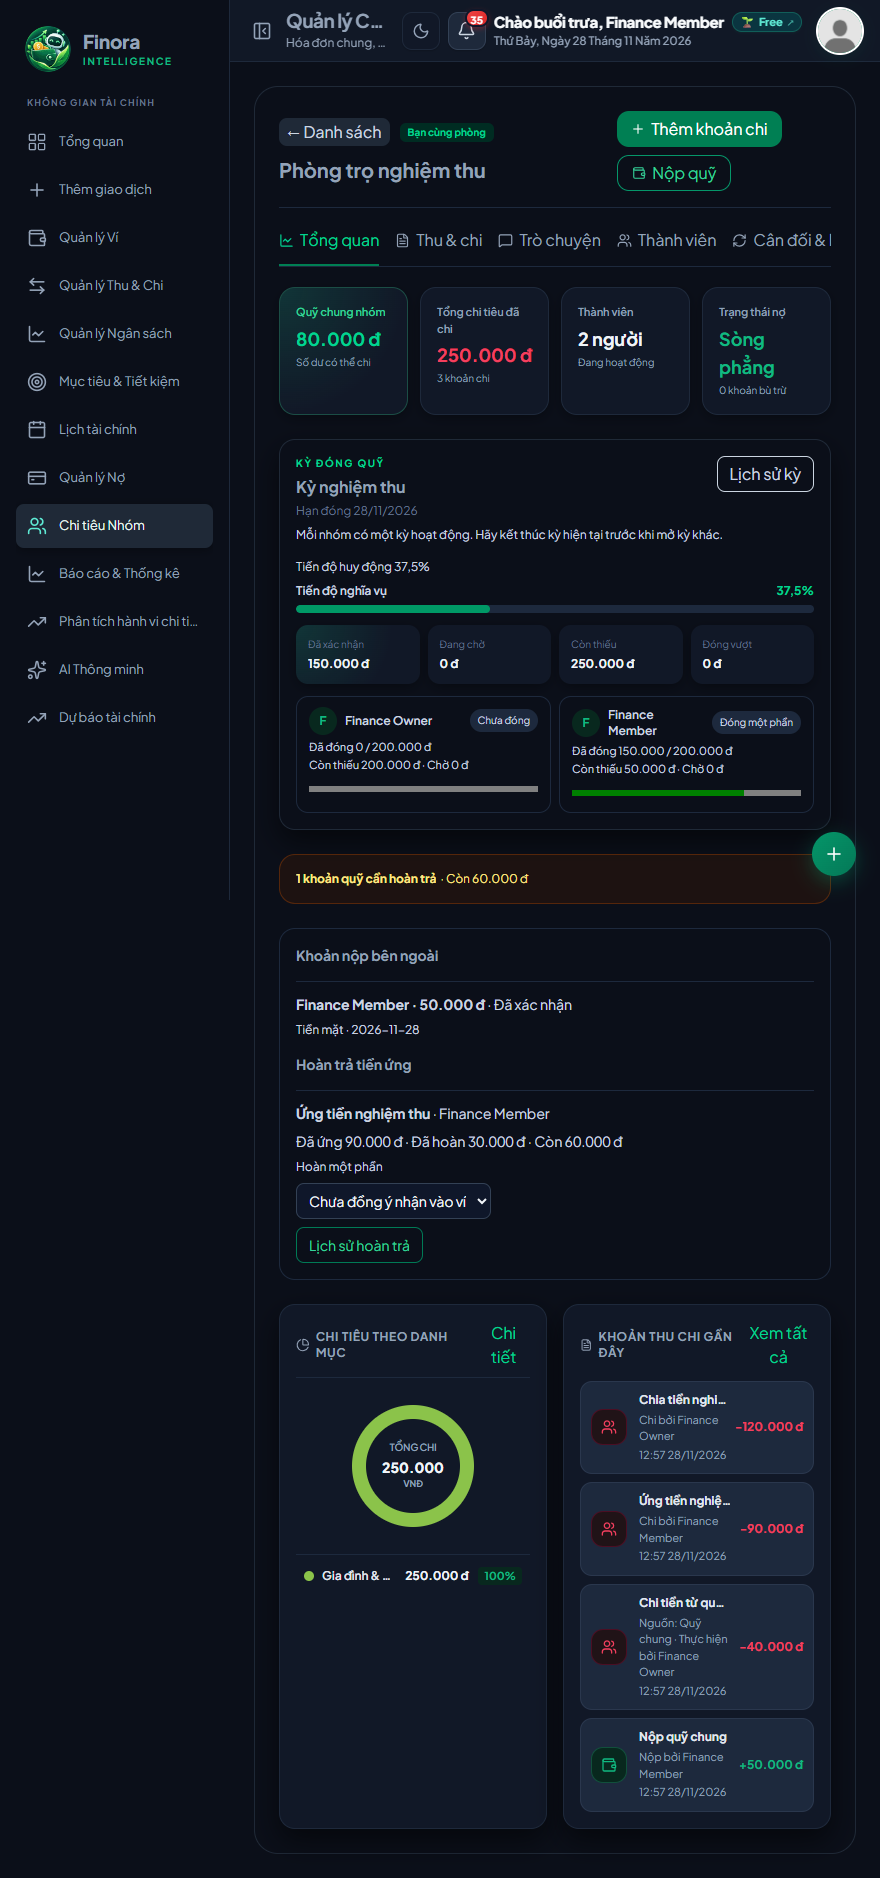 Finora
INTELLIGENCE
KHÔNG GIAN TÀI CHÍNH
Tổng quan
Thêm giao dịch
Quản lý Ví
Quản lý Thu & Chi
Quản lý Ngân sách
Mục tiêu & Tiết kiệm
Lịch tài chính
Quản lý Nợ
Chi tiêu Nhóm
Báo cáo & Thống kê
Phân tích hành vi chi ti...
AI Thông minh
Dự báo tài chính
Quản lý C...
Hóa đơn chung, ...
35
Chào buổi trưa, Finance Member
Free ↗
Thứ Bảy, Ngày 28 Tháng 11 Năm 2026
← Danh sách
Bạn cùng phòng
Phòng trọ nghiệm thu
+ Thêm khoản chi
Nộp quỹ
Tổng quan
Thu & chi
Trò chuyện
Thành viên
Cân đối &
Quỹ chung nhóm
80.000 đ
Số dư có thể chi
Tổng chi tiêu đã
chi
250.000 đ
3 khoản chi
Thành viên
2 người
Đang hoạt động
Trạng thái nợ
Sòng
phẳng
0 khoản bù trừ
KỲ ĐÓNG QUỸ
Kỳ nghiệm thu
Hạn đóng 28/11/2026
Lịch sử kỳ
Mỗi nhóm có một kỳ hoạt động. Hãy kết thúc kỳ hiện tại trước khi mở kỳ khác.
Tiến độ huy động 37,5%
Tiến độ nghĩa vụ
37,5%
Đã xác nhận
150.000 đ
Đang chờ
0 đ
Còn thiếu
250.000 đ
Đóng vượt
0 đ
F
Finance Owner
Chưa đóng
Đã đóng 0 / 200.000 đ
Còn thiếu 200.000 đ · Chờ 0 đ
F
Finance
Member
Đóng một phần
Đã đóng 150.000 / 200.000 đ
Còn thiếu 50.000 đ · Chờ 0 đ
+
1 khoản quỹ cần hoàn trả · Còn 60.000 đ
Khoản nộp bên ngoài
Finance Member · 50.000 đ · Đã xác nhận
Tiền mặt · 2026-11-28
Hoàn trả tiền ứng
Ứng tiền nghiệm thu · Finance Member
Đã ứng 90.000 đ · Đã hoàn 30.000 đ · Còn 60.000 đ
Hoàn một phần
Chưa đồng ý nhận vào ví
Lịch sử hoàn trả
CHI TIÊU THEO DANH
MỤC
Chi
tiết
TỔNG CHI
250.000
VNĐ
Gia đình & ...
250.000 đ
100%
KHOẢN THU CHI GẦN
ĐÂY
Xem tất
cả
Chia tiền nghi...
Chi bởi Finance
Owner
12:57 28/11/2026
-120.000 đ
Ứng tiền nghiệ...
Chi bởi Finance
Member
12:57 28/11/2026
-90.000 đ
Chi tiền từ qu...
Nguồn: Quỹ
chung · Thực hiện
bởi Finance
Owner
12:57 28/11/2026
-40.000 đ
Nộp quỹ chung
Nộp bởi Finance
Member
12:57 28/11/2026
+50.000 đ